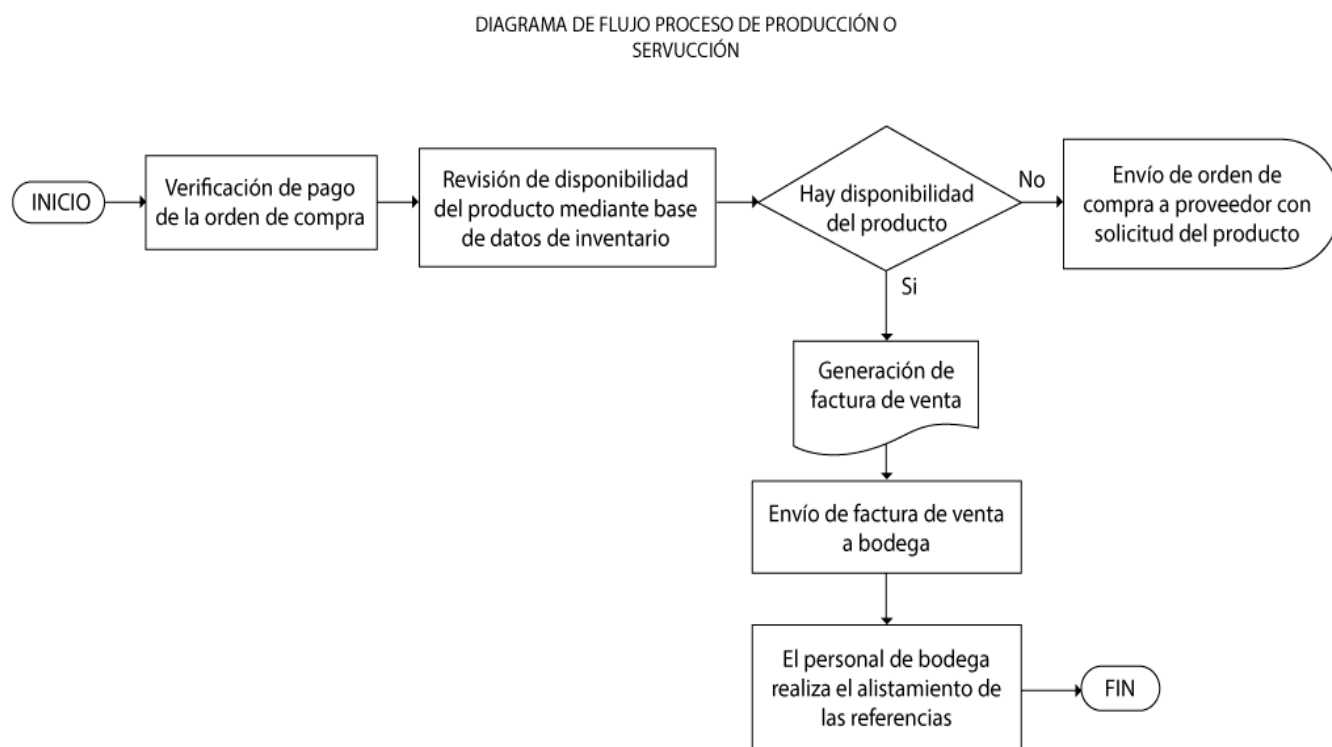 DIAGRAMA DE FLUJO PROCESO DE PRODUCCIÓN O
SERVUCCIÓN
INICIO
Verificación de pago
de la orden de compra
Revisión de disponibilidad
del producto mediante base
de datos de inventario
Hay disponibilidad
del producto
No
Envío de orden de
compra a proveedor con
solicitud del producto
Si
Generación de
factura de venta
Envío de factura de venta
a bodega
El personal de bodega
realiza el alistamiento de
las referencias
FIN